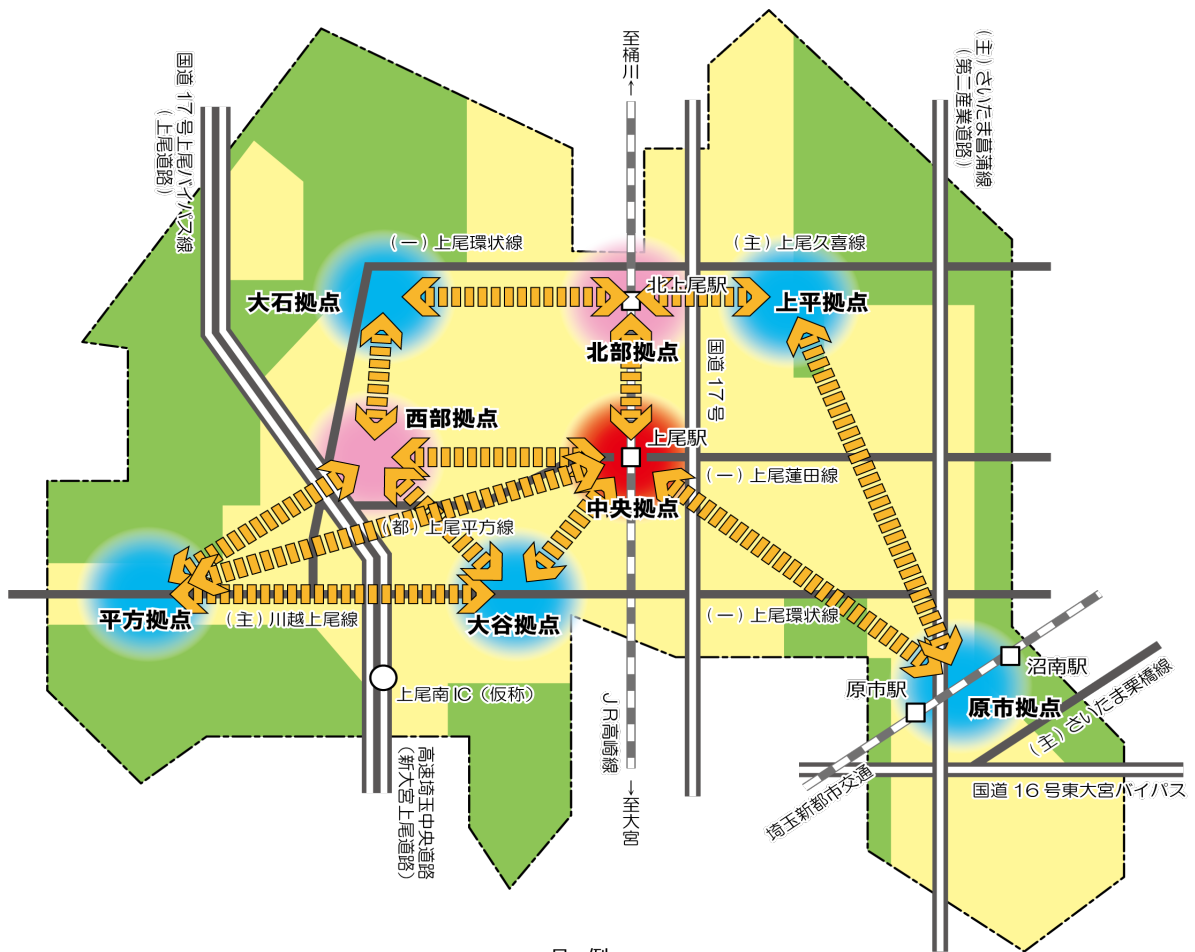 至桶川
国道17号上尾バイパス線
(上尾道路)
(主)さいたま菖蒲線
(第二産業道路)
(一)上尾環状線
(主)上尾久喜線
北上尾駅
大石拠点
上平拠点
北部拠点
国道17号
西部拠点
上尾駅
(一)上尾蓮田線
中央拠点
(都)上尾平方線
平方拠点
(主)川越上尾線
大谷拠点
(一)上尾環状線
沼南駅
原市駅
上尾南IC(仮称)
原市拠点
(主)さいたま栗橋線
JR高崎線
高速埼玉中央道路
(新大宮上尾道路)
至大宮
埼玉新都市交通
国道16号東大宮バイパス